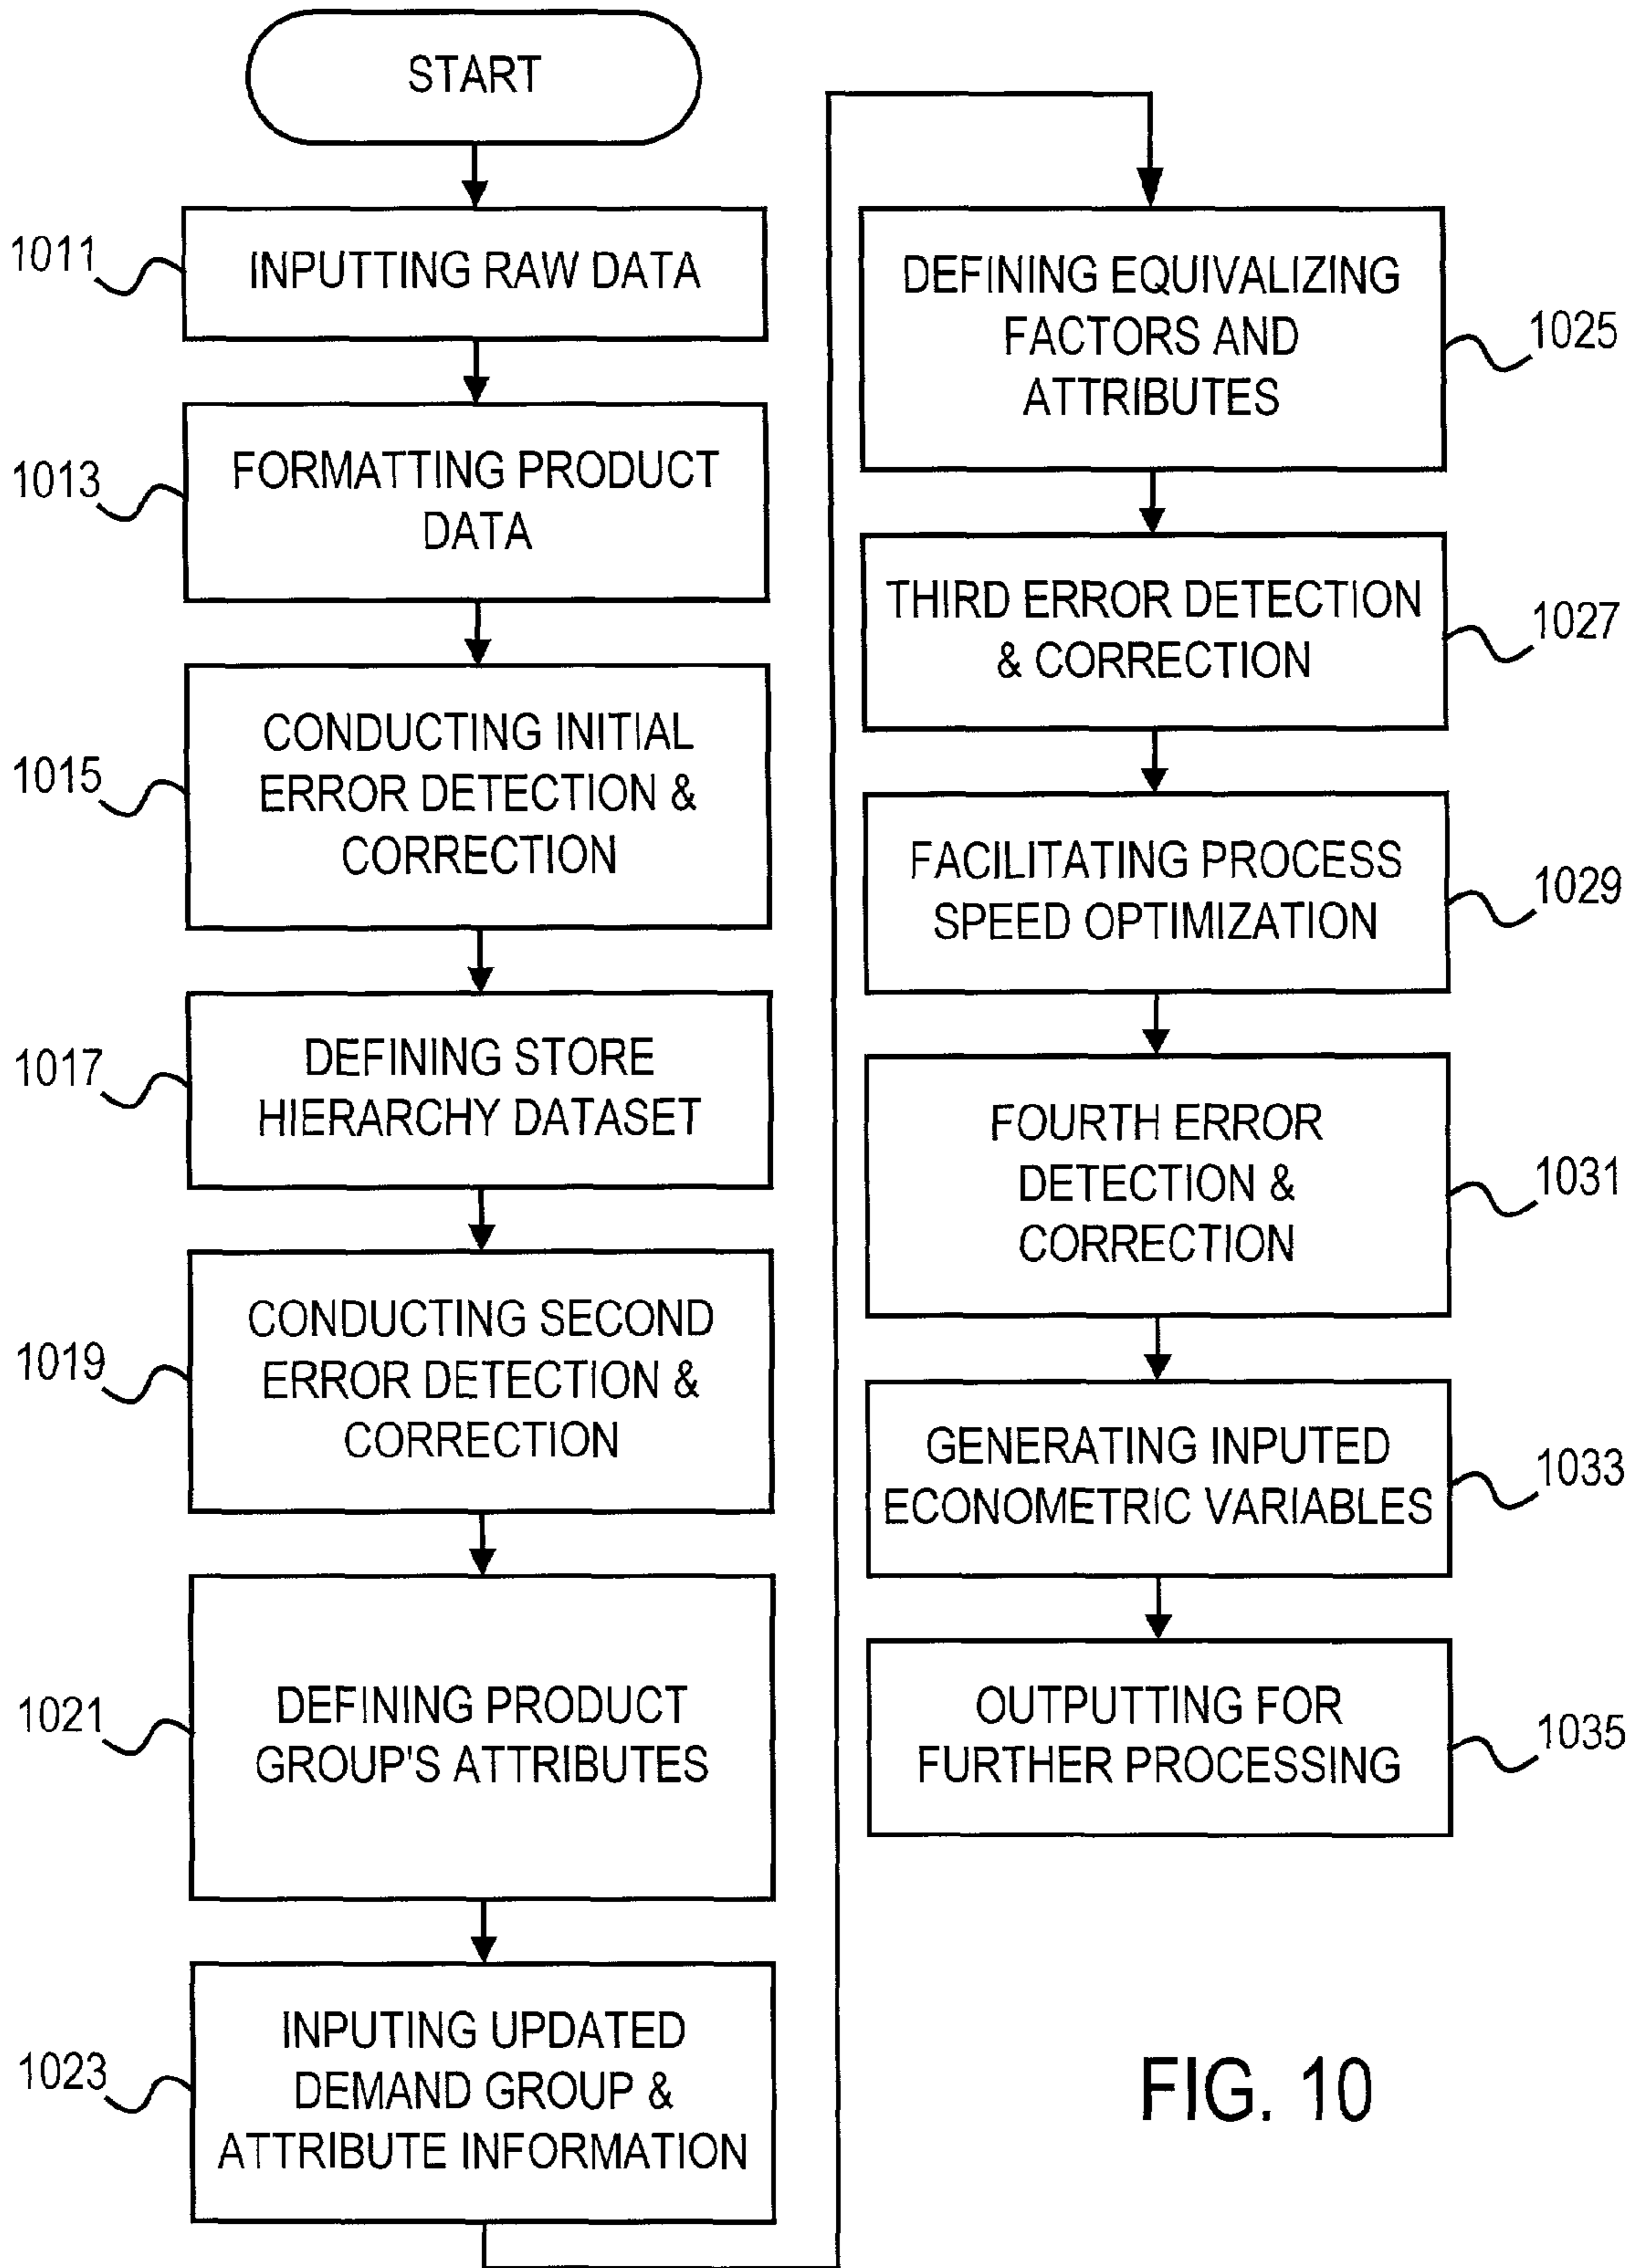 START
1011
INPUTTING RAW DATA
1013
FORMATTING PRODUCT
DATA
1015
CONDUCTING INITIAL
ERROR DETECTION &
CORRECTION
1017
DEFINING STORE
HIERARCHY DATASET
1019
CONDUCTING SECOND
ERROR DETECTION &
CORRECTION
1021
DEFINING PRODUCT
GROUP'S ATTRIBUTES
1023
INPUTING UPDATED
DEMAND GROUP &
ATTRIBUTE INFORMATION
DEFINING EQUIVALIZING
FACTORS AND
ATTRIBUTES
1025
THIRD ERROR DETECTION
& CORRECTION
1027
FACILITATING PROCESS
SPEED OPTIMIZATION
1029
FOURTH ERROR
DETECTION &
CORRECTION
1031
GENERATING INPUTED
ECONOMETRIC VARIABLES
1033
OUTPUTTING FOR
FURTHER PROCESSING
1035
FIG. 10